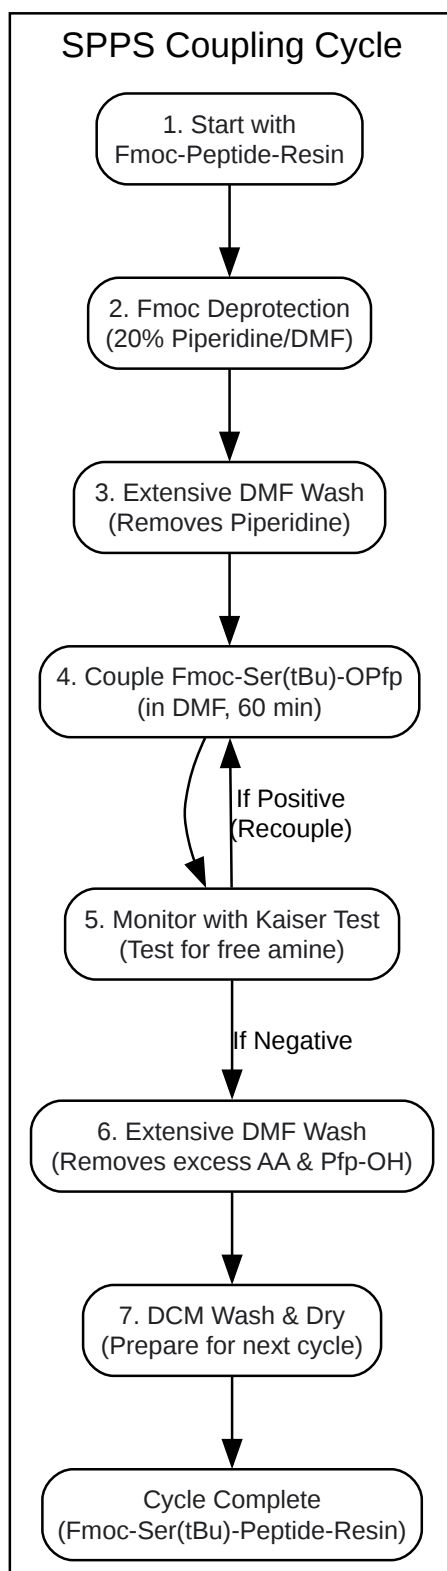 SPPS Coupling Cycle
1. Start with
Fmoc-Peptide-Resin
2. Fmoc Deprotection
(20% Piperidine/DMF)
3. Extensive DMF Wash
(Removes Piperidine)
4. Couple Fmoc-Ser(tBu)-OPfp
(in DMF, 60 min)
If Positive
(Recouple)
5. Monitor with Kaiser Test
(Test for free amine)
If Negative
6. Extensive DMF Wash
(Removes excess AA & Pfp-OH)
7. DCM Wash & Dry
(Prepare for next cycle)
Cycle Complete
(Fmoc-Ser(tBu)-Peptide-Resin)